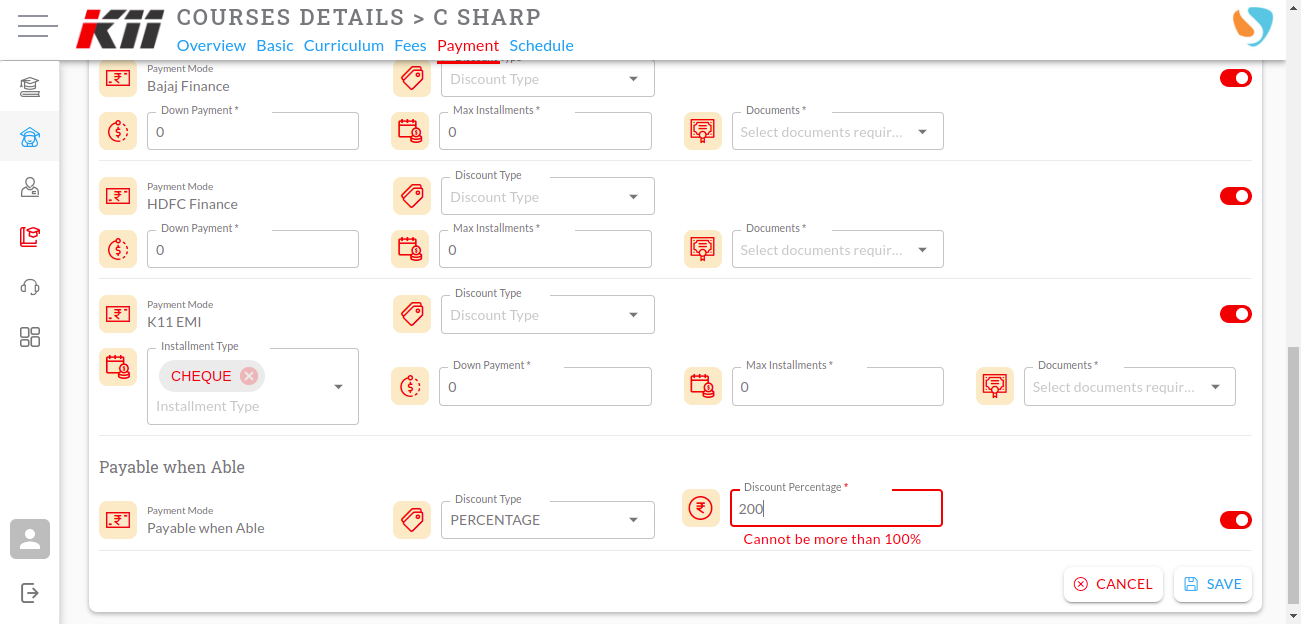 K11
COURSES DETAILS > C SHARP
Overview Basic Curriculum Fees Payment Schedule
Payment Mode
Bajaj Finance
Discount Type
Discount Type
Down Payment *
0
Max Installments *
0
Documents *
Select documents requir...
Payment Mode
HDFC Finance
Discount Type
Discount Type
Down Payment *
0
Max Installments *
0
Documents *
Select documents requir...
Payment Mode
K11 EMI
Discount Type
Discount Type
Installment Type
CHEQUE
Installment Type
Down Payment *
0
Max Installments *
0
Documents *
Select documents requir...
Payable when Able
Payment Mode
Payable when Able
Discount Type
PERCENTAGE
Discount Percentage *
200
Cannot be more than 100%
CANCEL
SAVE